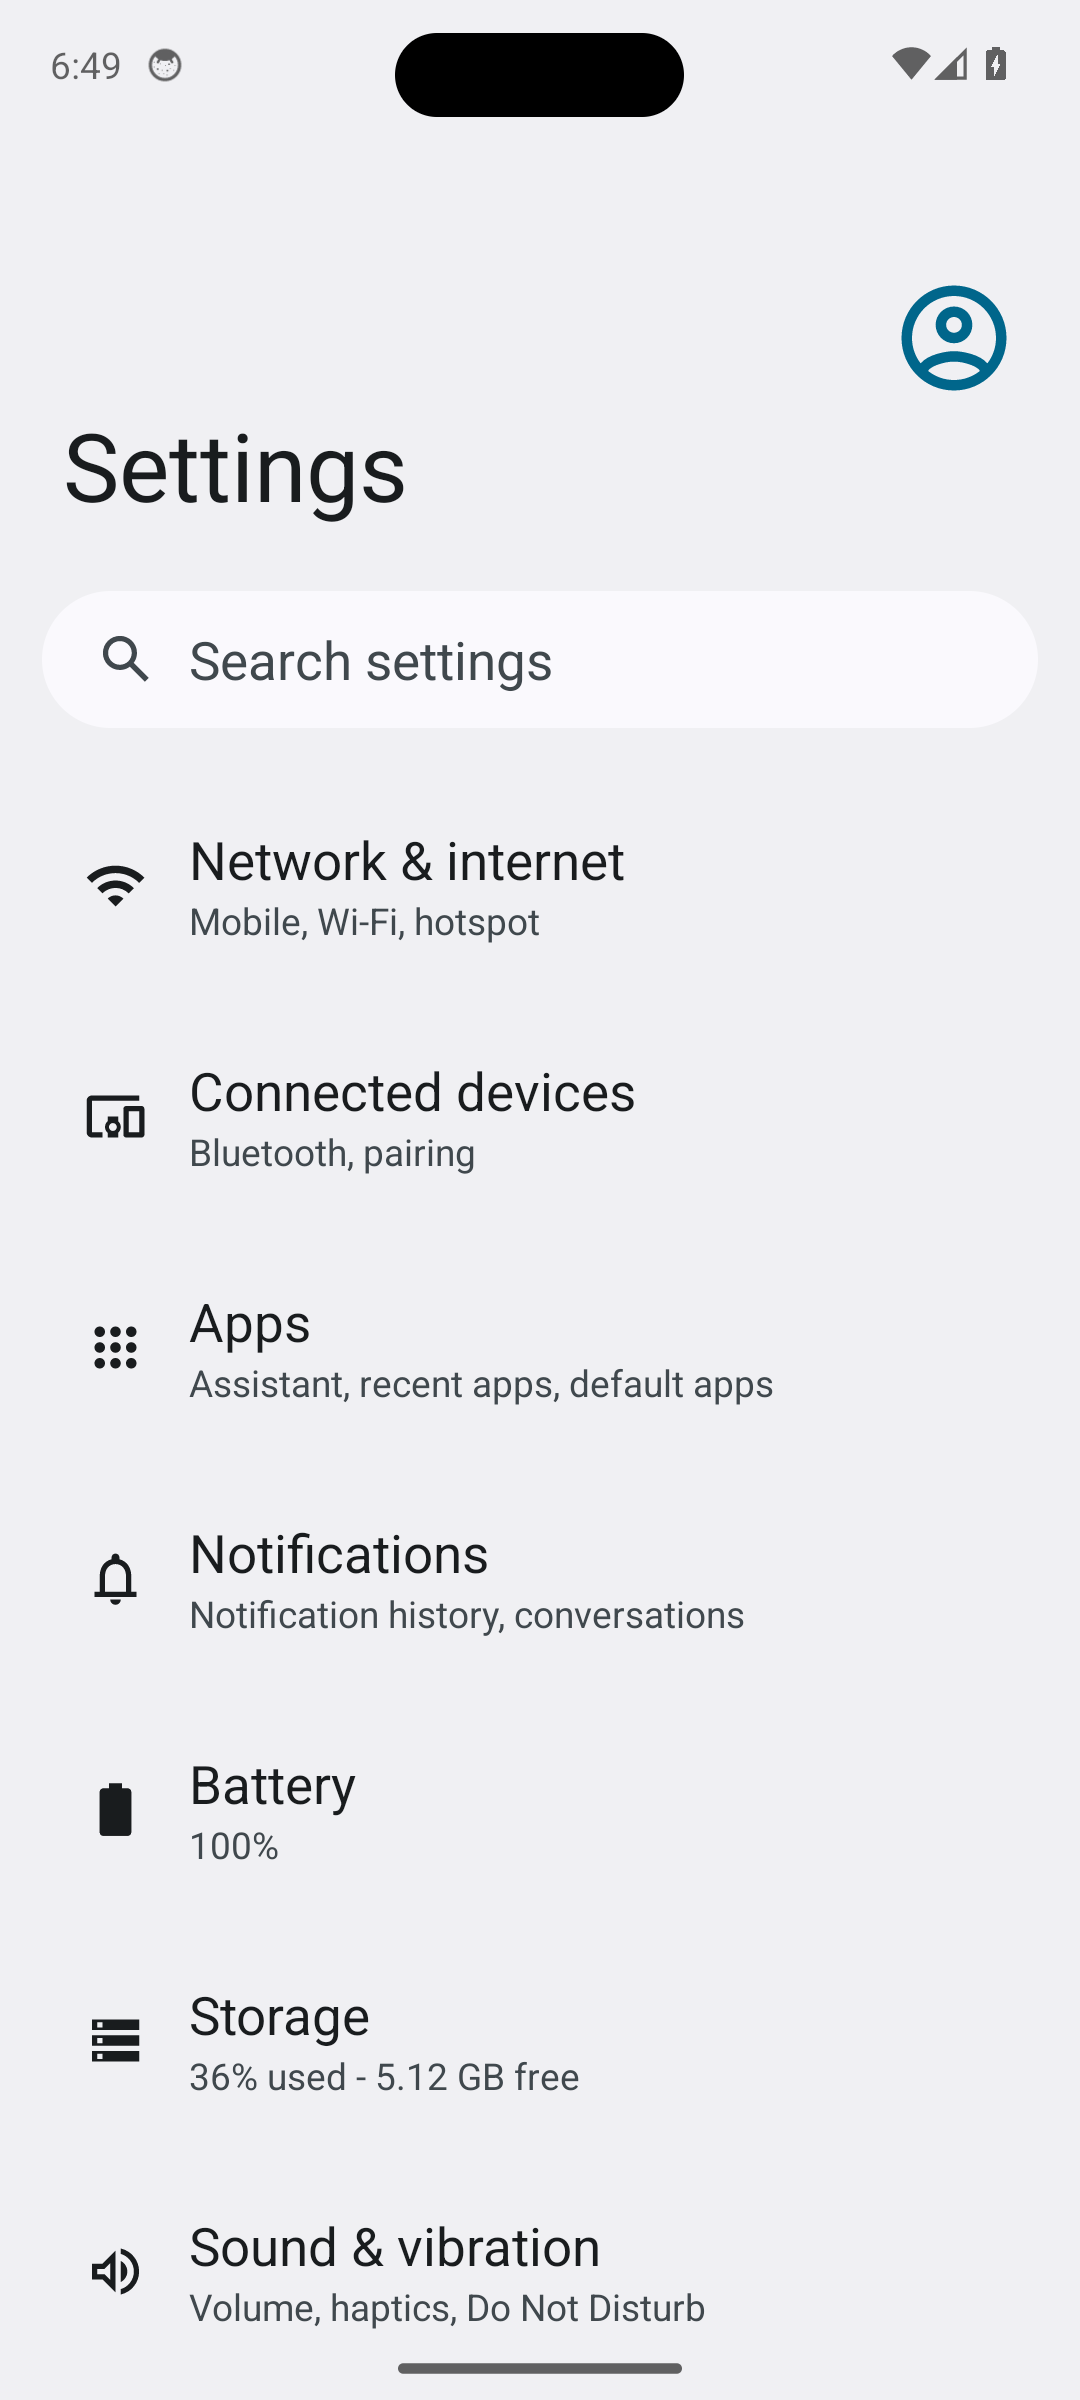 6:49
Settings
Search settings
Network & internet
Mobile, Wi-Fi, hotspot
Connected devices
Bluetooth, pairing
Apps
Assistant, recent apps, default apps
Notifications
Notification history, conversations
Battery
100%
Storage
36% used - 5.12 GB free
Sound & vibration
Volume, haptics, Do Not Disturb